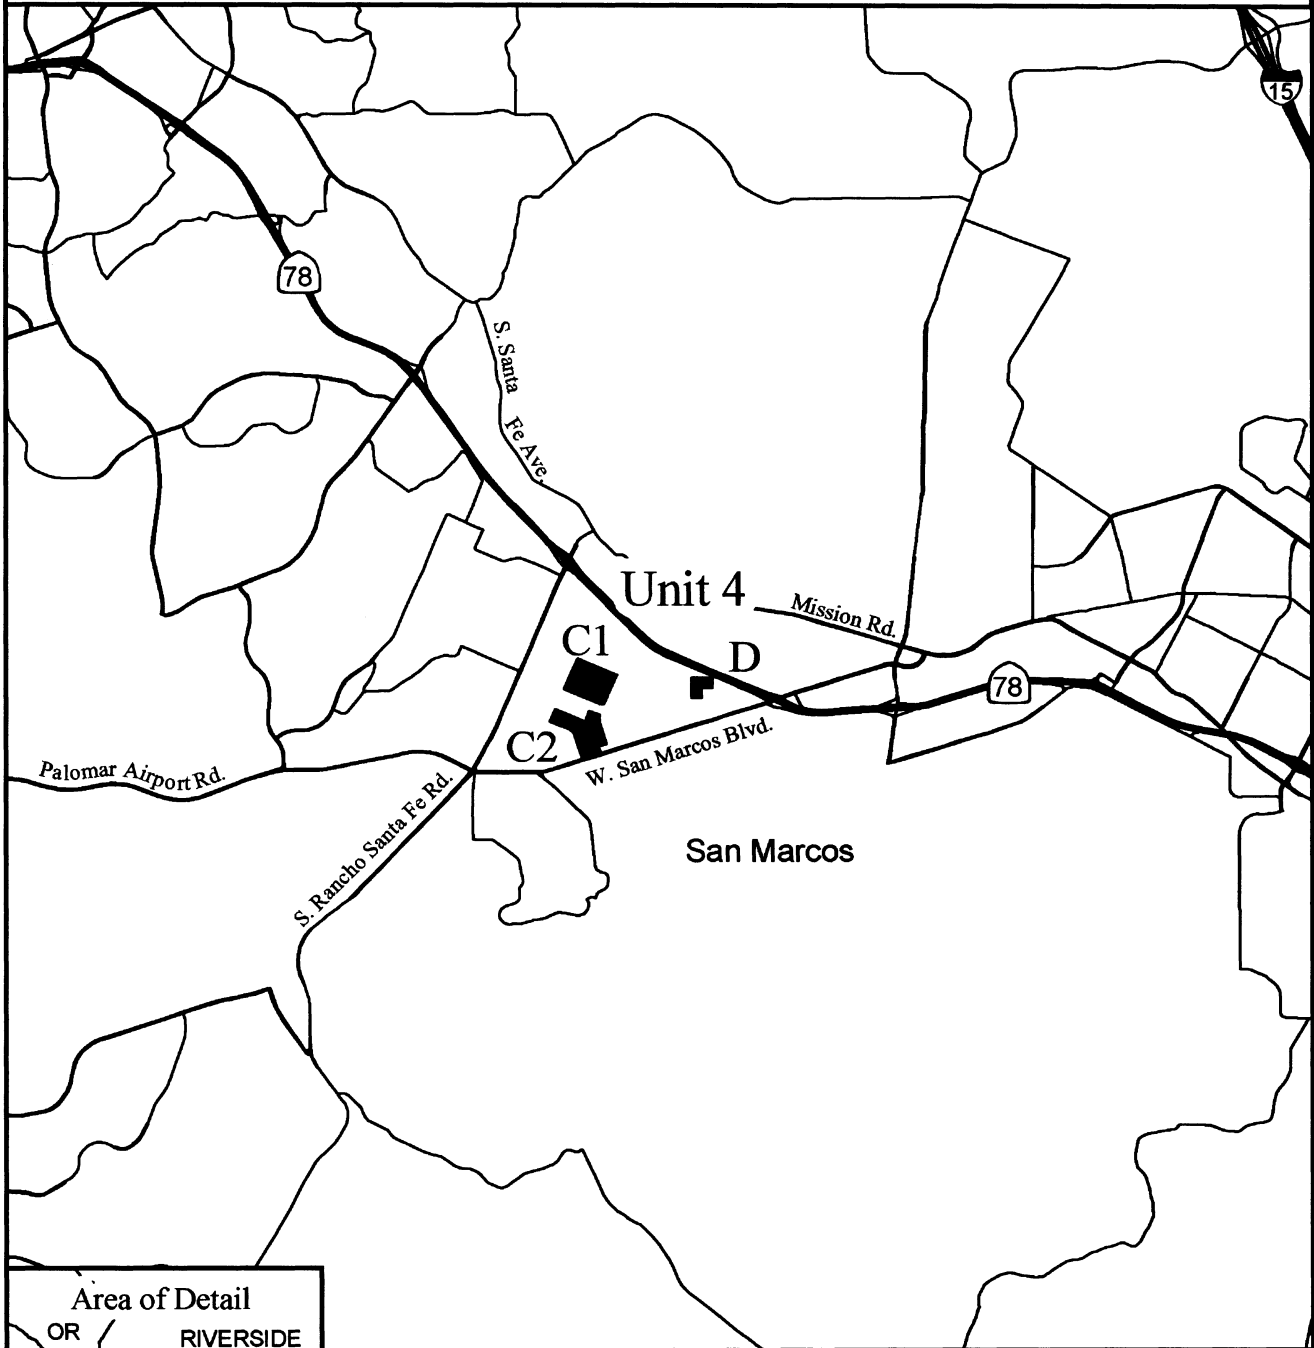 15
78
S. Santa
Fe Ave.
Unit 4
Mission Rd.
C1
D
78
C2
W. San Marcos Blvd.
Palomar Airport Rd.
S. Rancho Santa Fe Rd.
San Marcos
Area of Detail
OR
RIVERSIDE